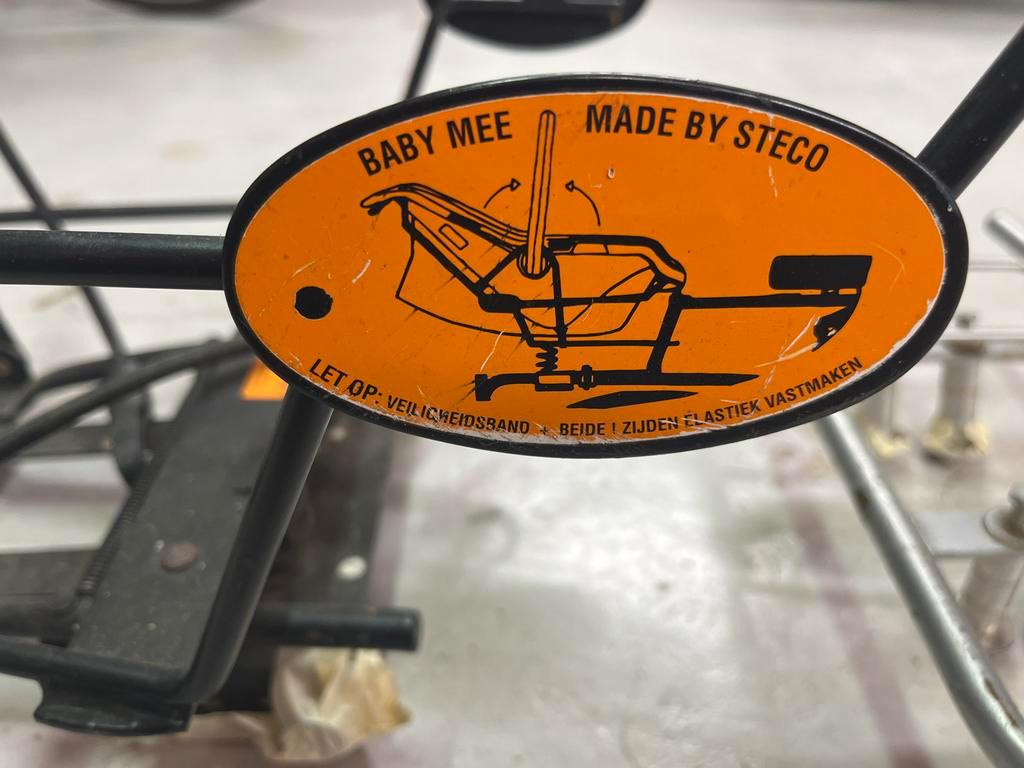 BABY MEE MADE BY STECO
LET OP: VEILIGHEIDSBAND + BEIDE ! ZIJDEN ELASTIEK VASTMAKEN